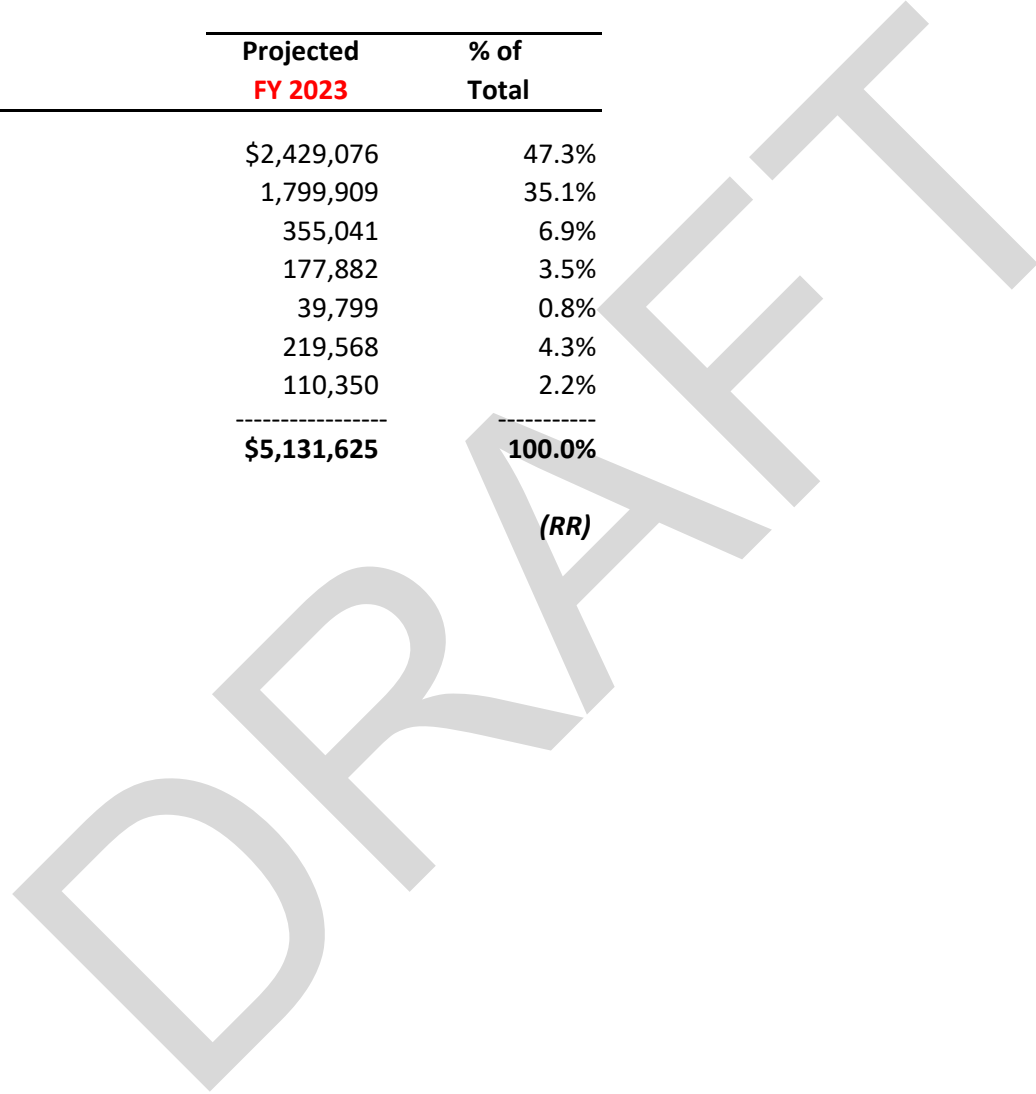 Projected % of
FY 2023 Total
$2,429,076 47.3%
1,799,909 35.1%
355,041 6.9%
177,882 3.5%
39,799 0.8%
219,568 4.3%
110,350 2.2%
----------------- -----------
$5,131,625 100.0%
(RR)
DRAFT